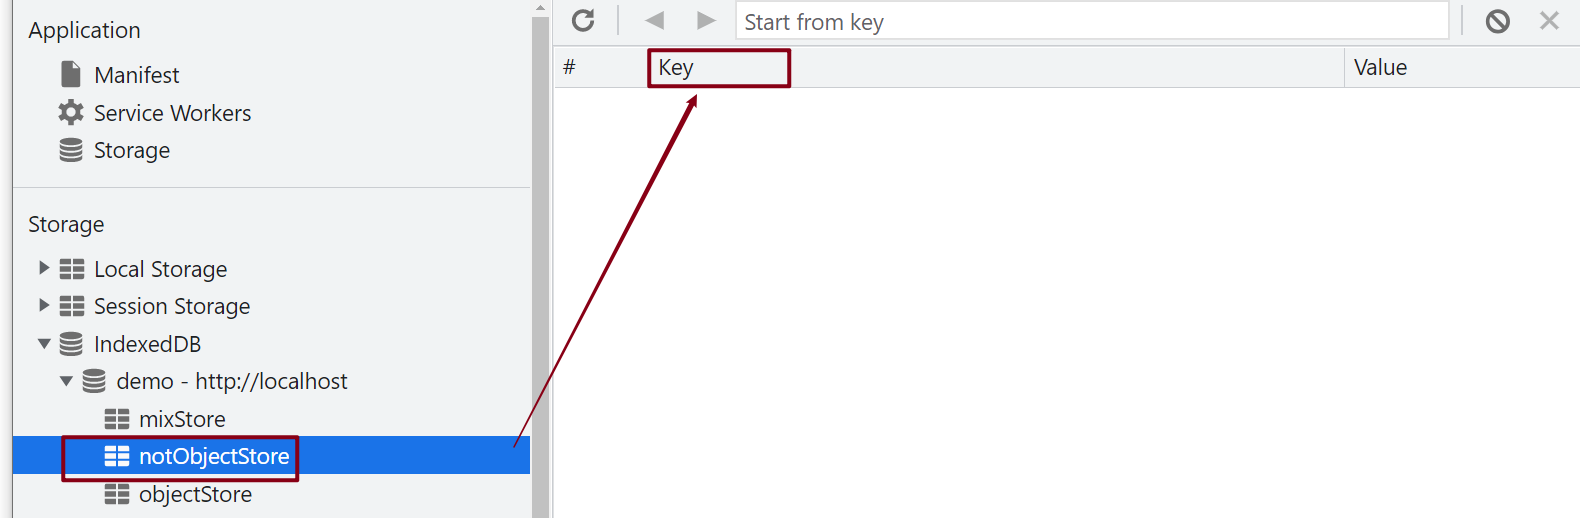 Application
Manifest
Service Workers
Storage
Storage
Local Storage
Session Storage
IndexedDB
demo - http://localhost
mixStore
notObjectStore
objectStore
Start from key
# Key Value